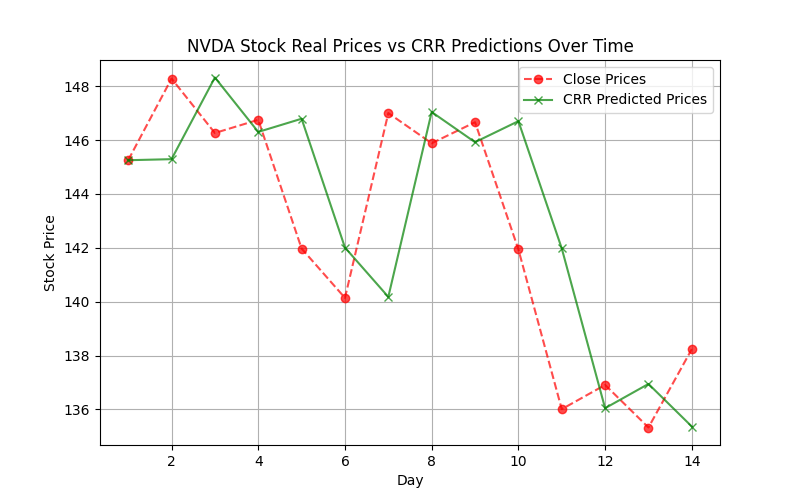 NVDA Stock Real Prices vs CRR Predictions Over Time
Close Prices
CRR Predicted Prices
148
146
144
142
140
138
136
Stock Price
2 4 6 8 10 12 14
Day